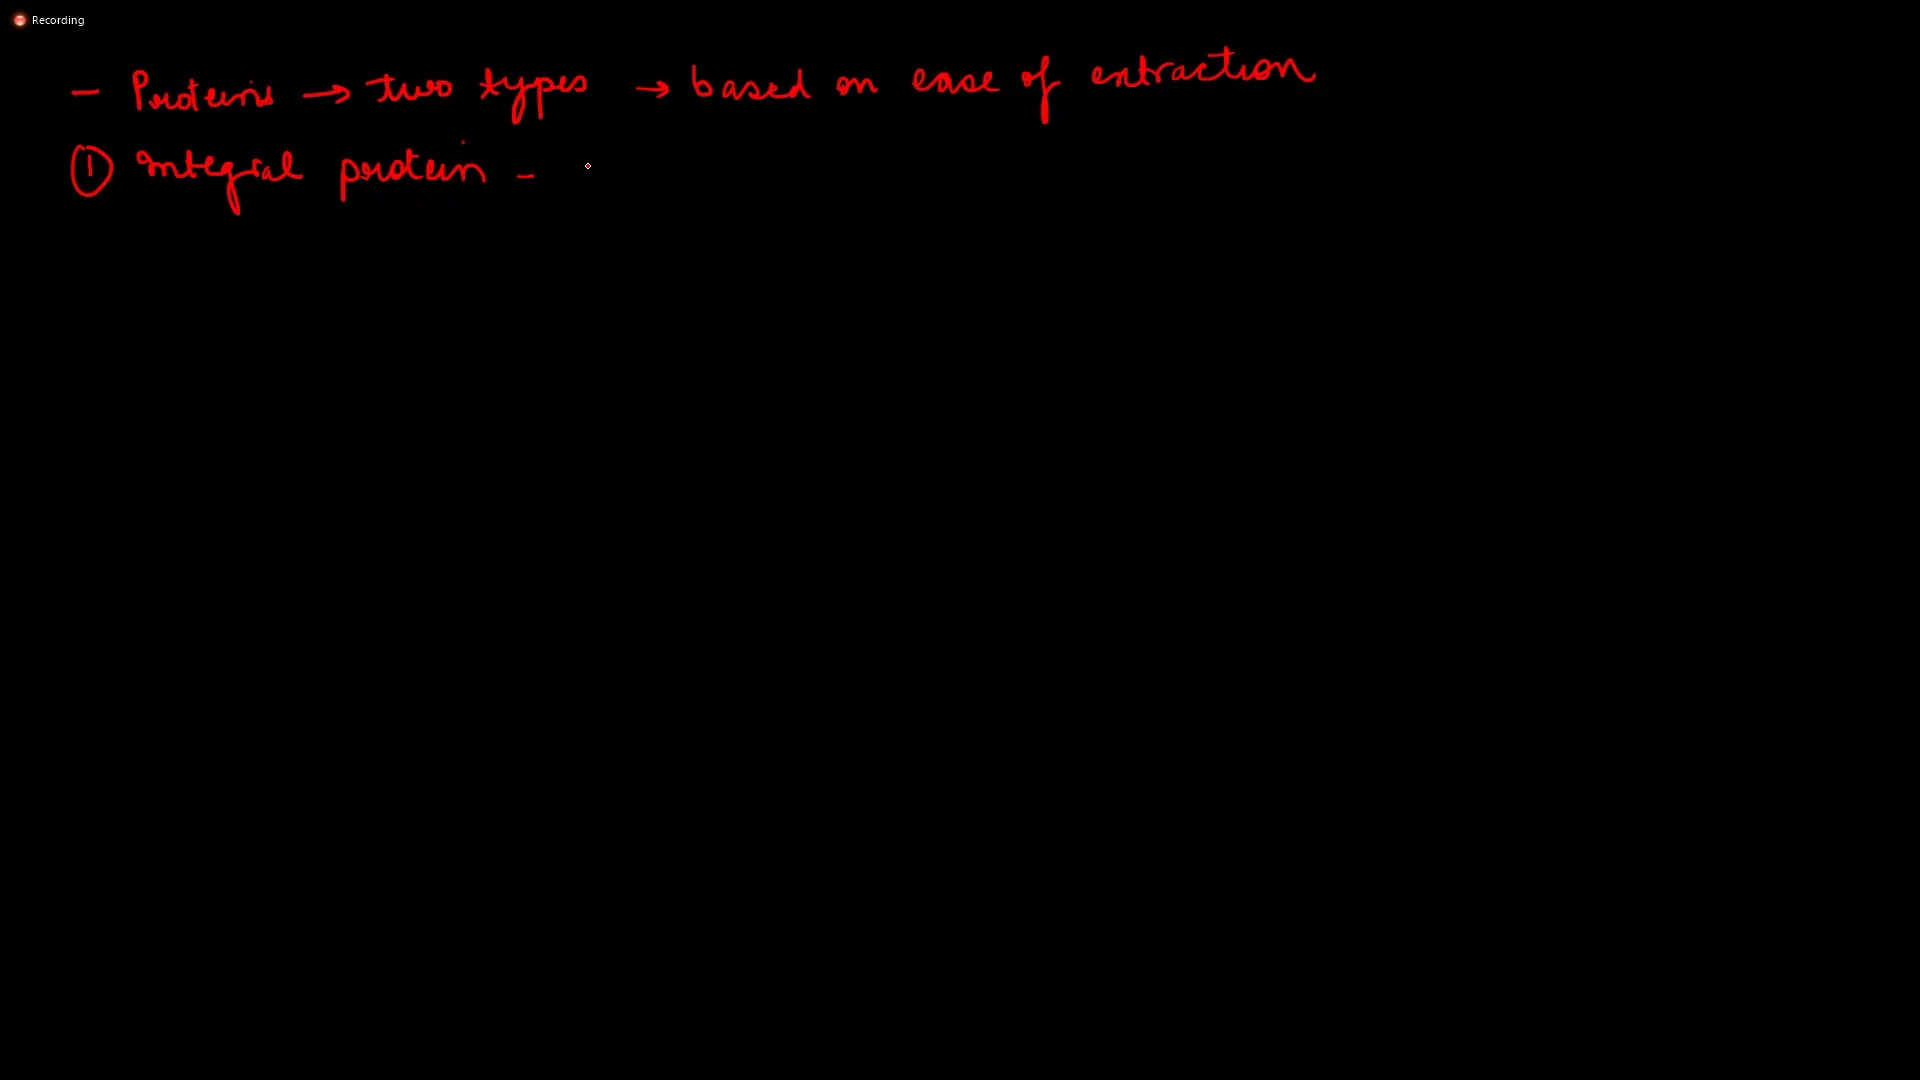 Recording
- Proteins → two types → based on ease of extraction
① Integral protein -